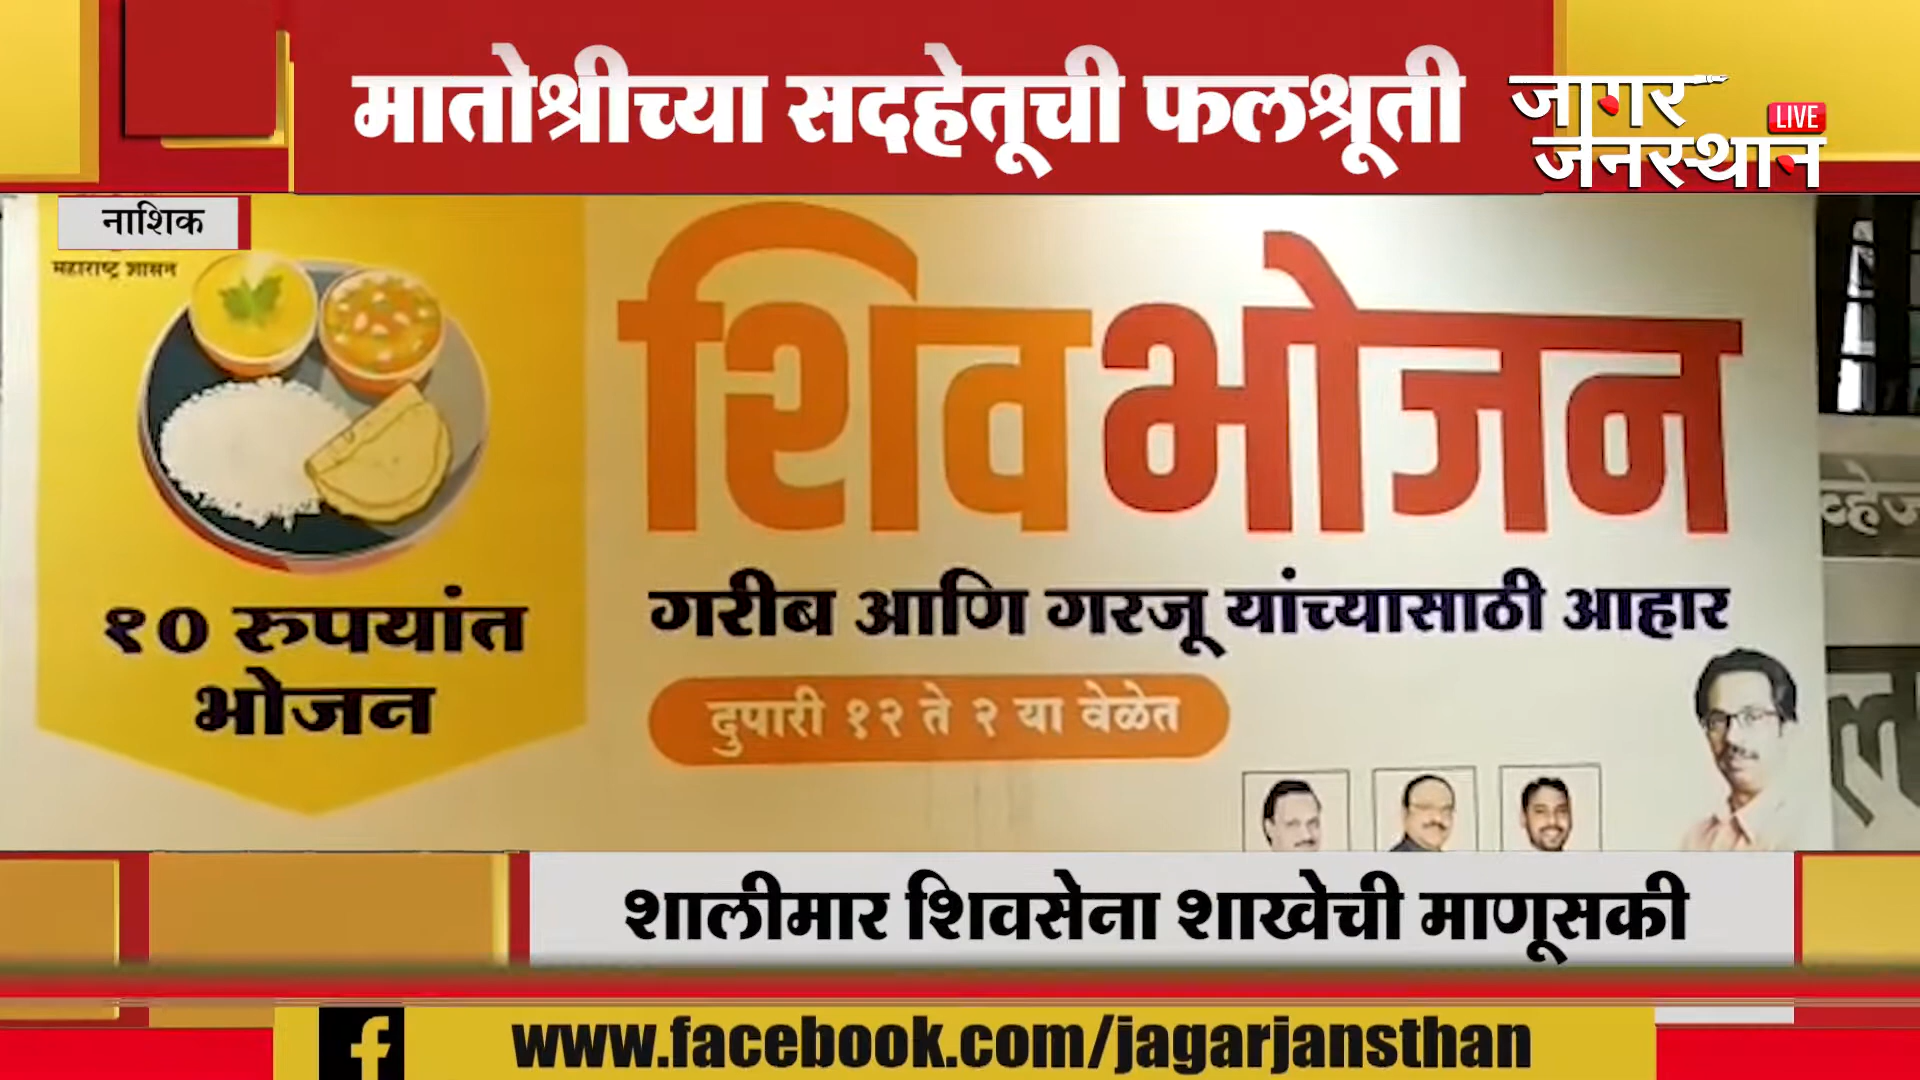 मातोश्रीच्या सदहेतूची फलश्रूती
जागर
जनस्थान
LIVE
नाशिक
महाराष्ट्र शासन
शिवभोजन
१० रुपयांत
भोजन
गरीब आणि गरजू यांच्यासाठी आहार
दुपारी १२ ते २ या वेळेत
शालीमार शिवसेना शाखेची माणूसकी
f www.facebook.com/jagarjansthan